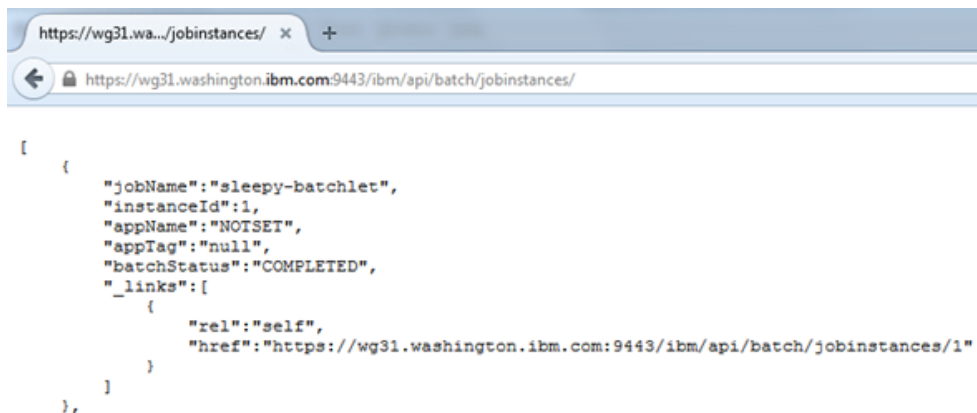 https://wg31.wa.../jobinstances/ × +
https://wg31.washington.ibm.com:9443/ibm/api/batch/jobinstances/
[
{
"jobName":"sleepy-batchlet",
"instanceId":1,
"appName":"NOTSET",
"appTag":"null",
"batchStatus":"COMPLETED",
"_links":[
{
"rel":"self",
"href":"https://wg31.washington.ibm.com:9443/ibm/api/batch/jobinstances/1"
}
]
},